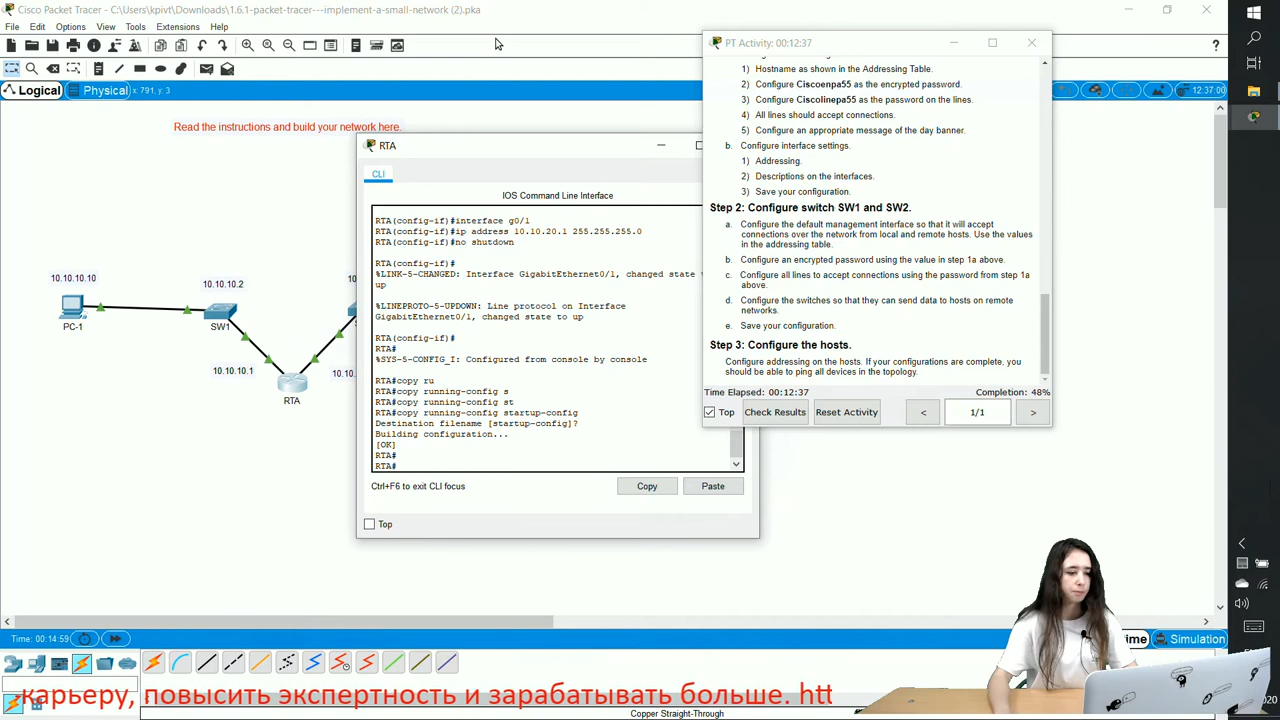 Cisco Packet Tracer - C:\Users\kpivt\Downloads\1.6.1-packet-tracer---implement-a-small-network (2).pka
File Edit Options View Tools Extensions Help
Logical Physical x: 791, y: 3
12:37:00
Read the instructions and build your network here.
10.10.10.10
PC-1
10.10.10.2
SW1
10.10.10.1
RTA
10.
10.10.
RTA
CLI
IOS Command Line Interface
RTA(config-if)#interface g0/1
RTA(config-if)#ip address 10.10.20.1 255.255.255.0
RTA(config-if)#no shutdown
RTA(config-if)#
%LINK-5-CHANGED: Interface GigabitEthernet0/1, changed state
up
%LINEPROTO-5-UPDOWN: Line protocol on Interface
GigabitEthernet0/1, changed state to up
RTA(config-if)#
RTA#
%SYS-5-CONFIG_I: Configured from console by console
RTA#copy ru
RTA#copy running-config s
RTA#copy running-config st
RTA#copy running-config startup-config
Destination filename [startup-config]?
Building configuration...
[OK]
RTA#
RTA#
Ctrl+F6 to exit CLI focus
Copy Paste
Top
PT Activity: 00:12:37
1) Hostname as shown in the Addressing Table.
2) Configure Ciscoenpa55 as the encrypted password.
3) Configure Ciscolinepa55 as the password on the lines.
4) All lines should accept connections.
5) Configure an appropriate message of the day banner.
b. Configure interface settings.
1) Addressing.
2) Descriptions on the interfaces.
3) Save your configuration.
Step 2: Configure switch SW1 and SW2.
a. Configure the default management interface so that it will accept
connections over the network from local and remote hosts. Use the values
in the addressing table.
b. Configure an encrypted password using the value in step 1a above.
c. Configure all lines to accept connections using the password from step 1a
above.
d. Configure the switches so that they can send data to hosts on remote
networks.
e. Save your configuration.
Step 3: Configure the hosts.
Configure addressing on the hosts. If your configurations are complete, you
should be able to ping all devices in the topology.
Time Elapsed: 00:12:37 Completion: 48%
Top Check Results Reset Activity < 1/1 >
Time: 00:14:59
Simulation
карьеру, повысить экспертность и зарабатывать больше. htt
Copper Straight-Through